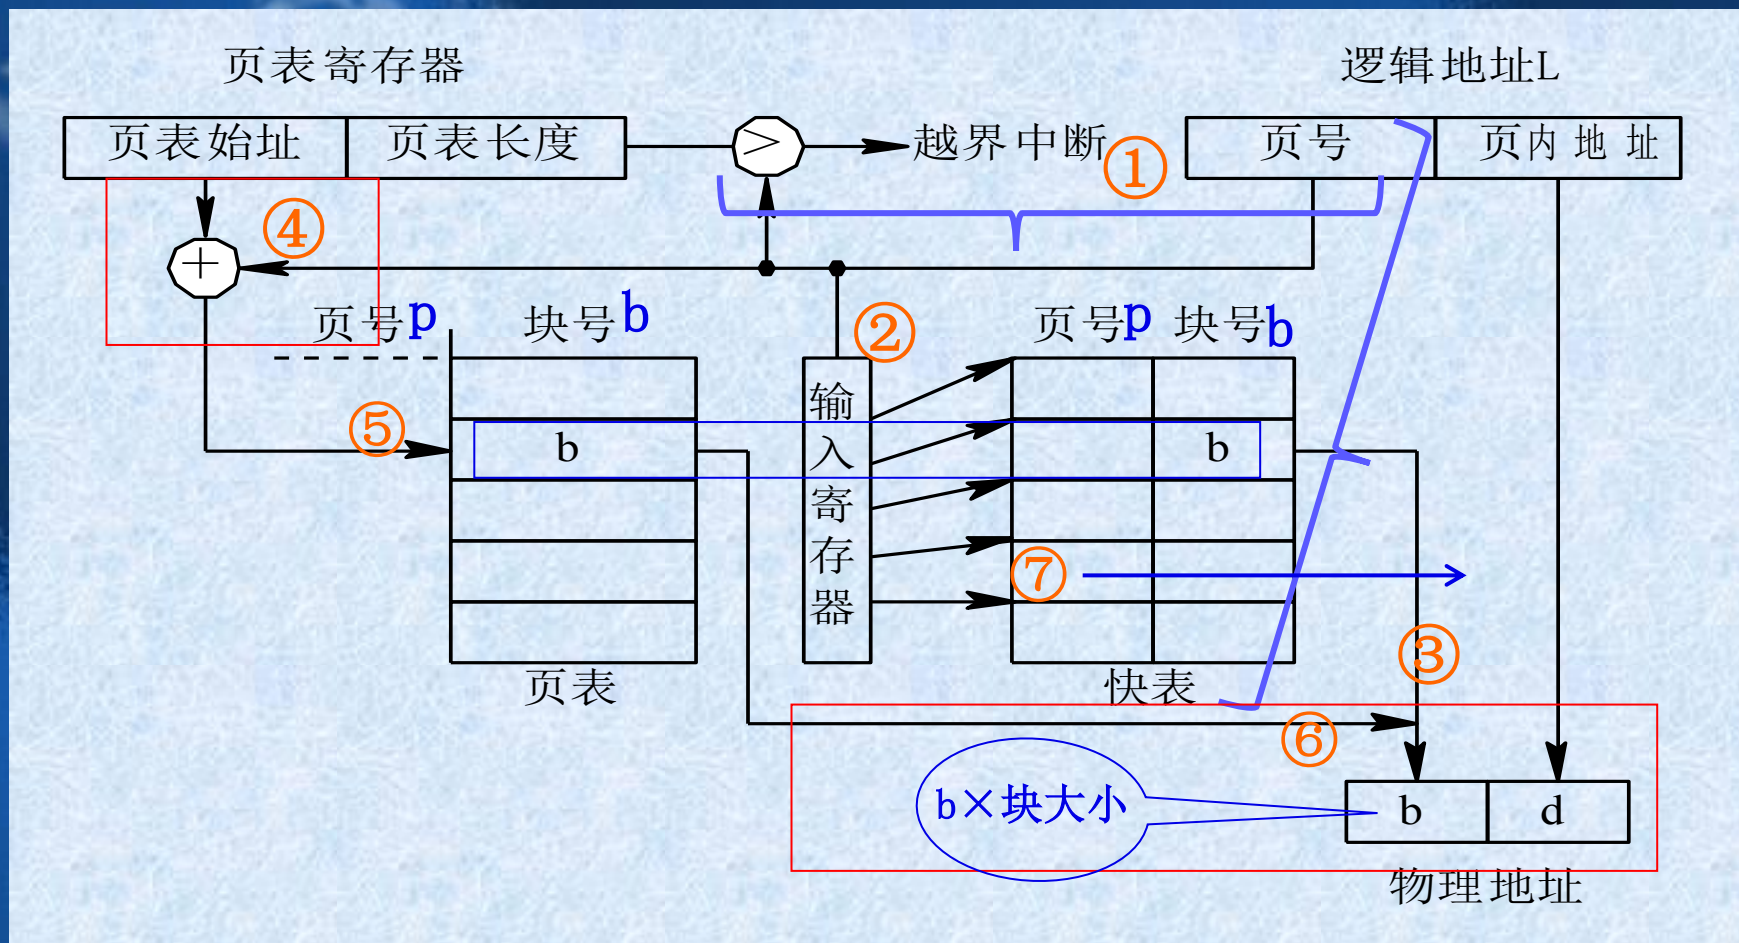 页表寄存器
逻辑地址L
页表始址 页表长度 > 越界中断 ① 页号 页内地址
④
+
页号p 块号b ② 页号p 块号b
输入寄存器
⑤ b b
⑦
③
页表 快表
⑥
b×块大小 b d
物理地址